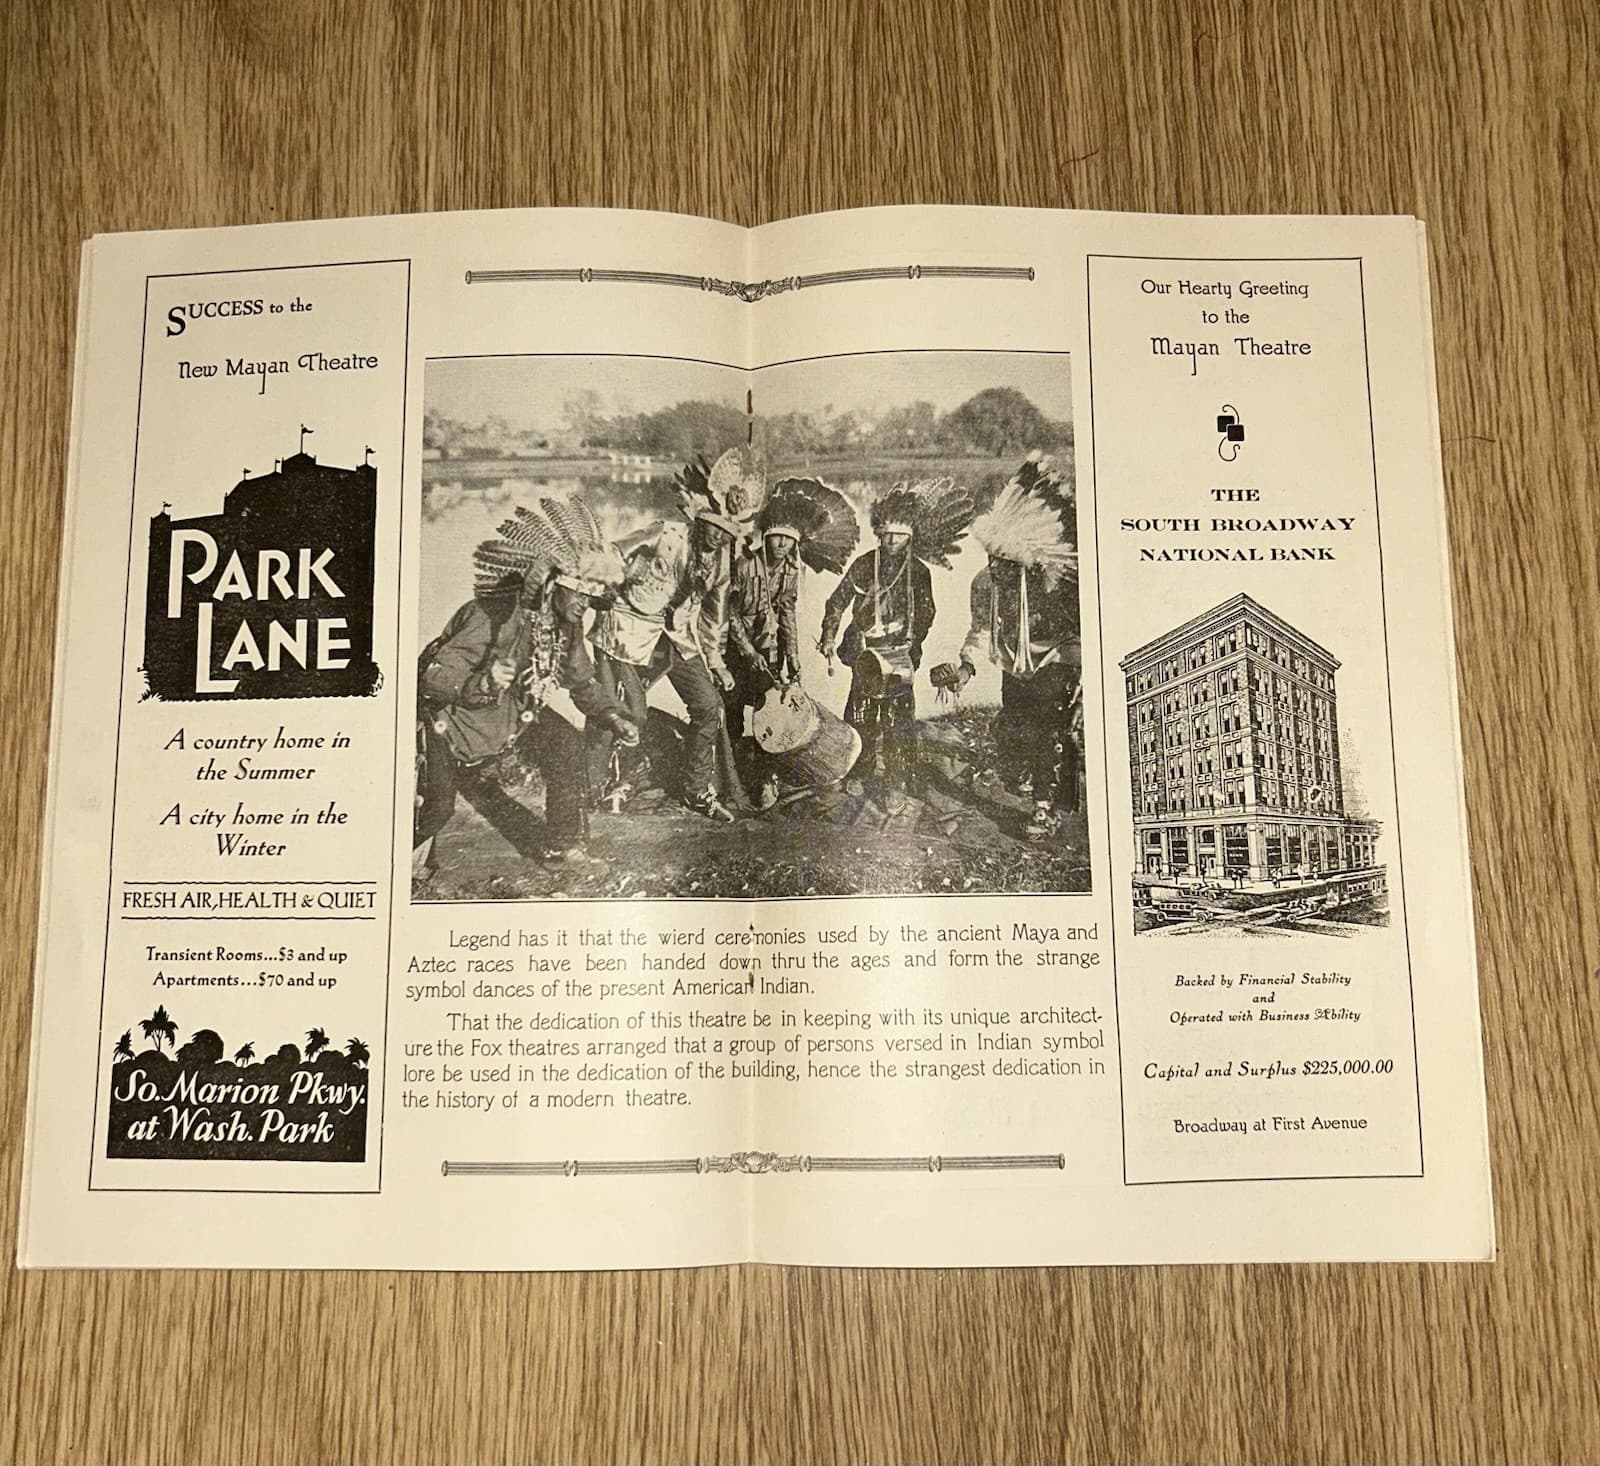 SUCCESS to the
New Mayan Theatre
PARK
LANE
A country home in
the Summer
A city home in the
Winter
FRESH AIR, HEALTH & QUIET
Transient Rooms...$3 and up
Apartments...$70 and up
So. Marion Pkwy.
at Wash. Park
Legend has it that the wierd ceremonies used by the ancient Maya and
Aztec races have been handed down thru the ages and form the strange
symbol dances of the present American Indian.
That the dedication of this theatre be in keeping with its unique architect-
ure the Fox theatres arranged that a group of persons versed in Indian symbol
lore be used in the dedication of the building, hence the strangest dedication in
the history of a modern theatre.
Our Hearty Greeting
to the
Mayan Theatre
THE
SOUTH BROADWAY
NATIONAL BANK
Backed by Financial Stability
and
Operated with Business Ability
Capital and Surplus $225,000.00
Broadway at First Avenue